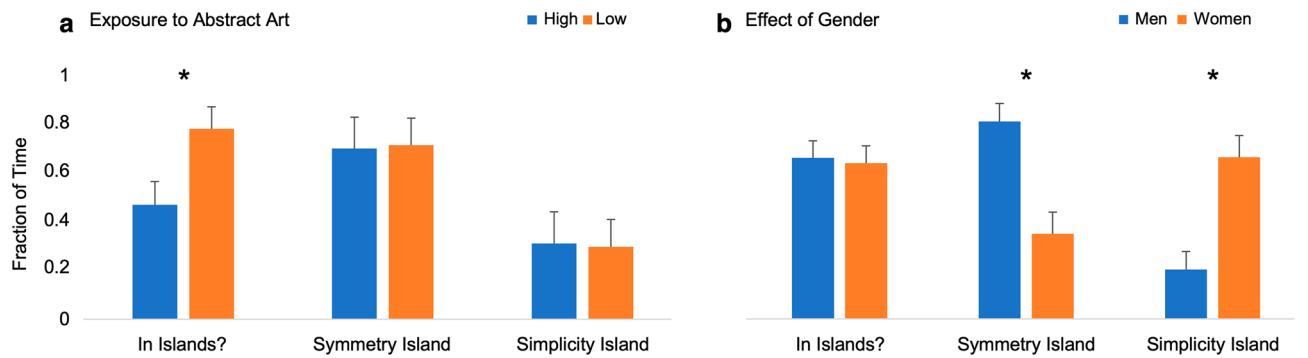 a Exposure to Abstract Art High Low
b Effect of Gender Men Women
Fraction of Time
1
0.8
0.6
0.4
0.2
0
* * *
In Islands? Symmetry Island Simplicity Island
In Islands? Symmetry Island Simplicity Island